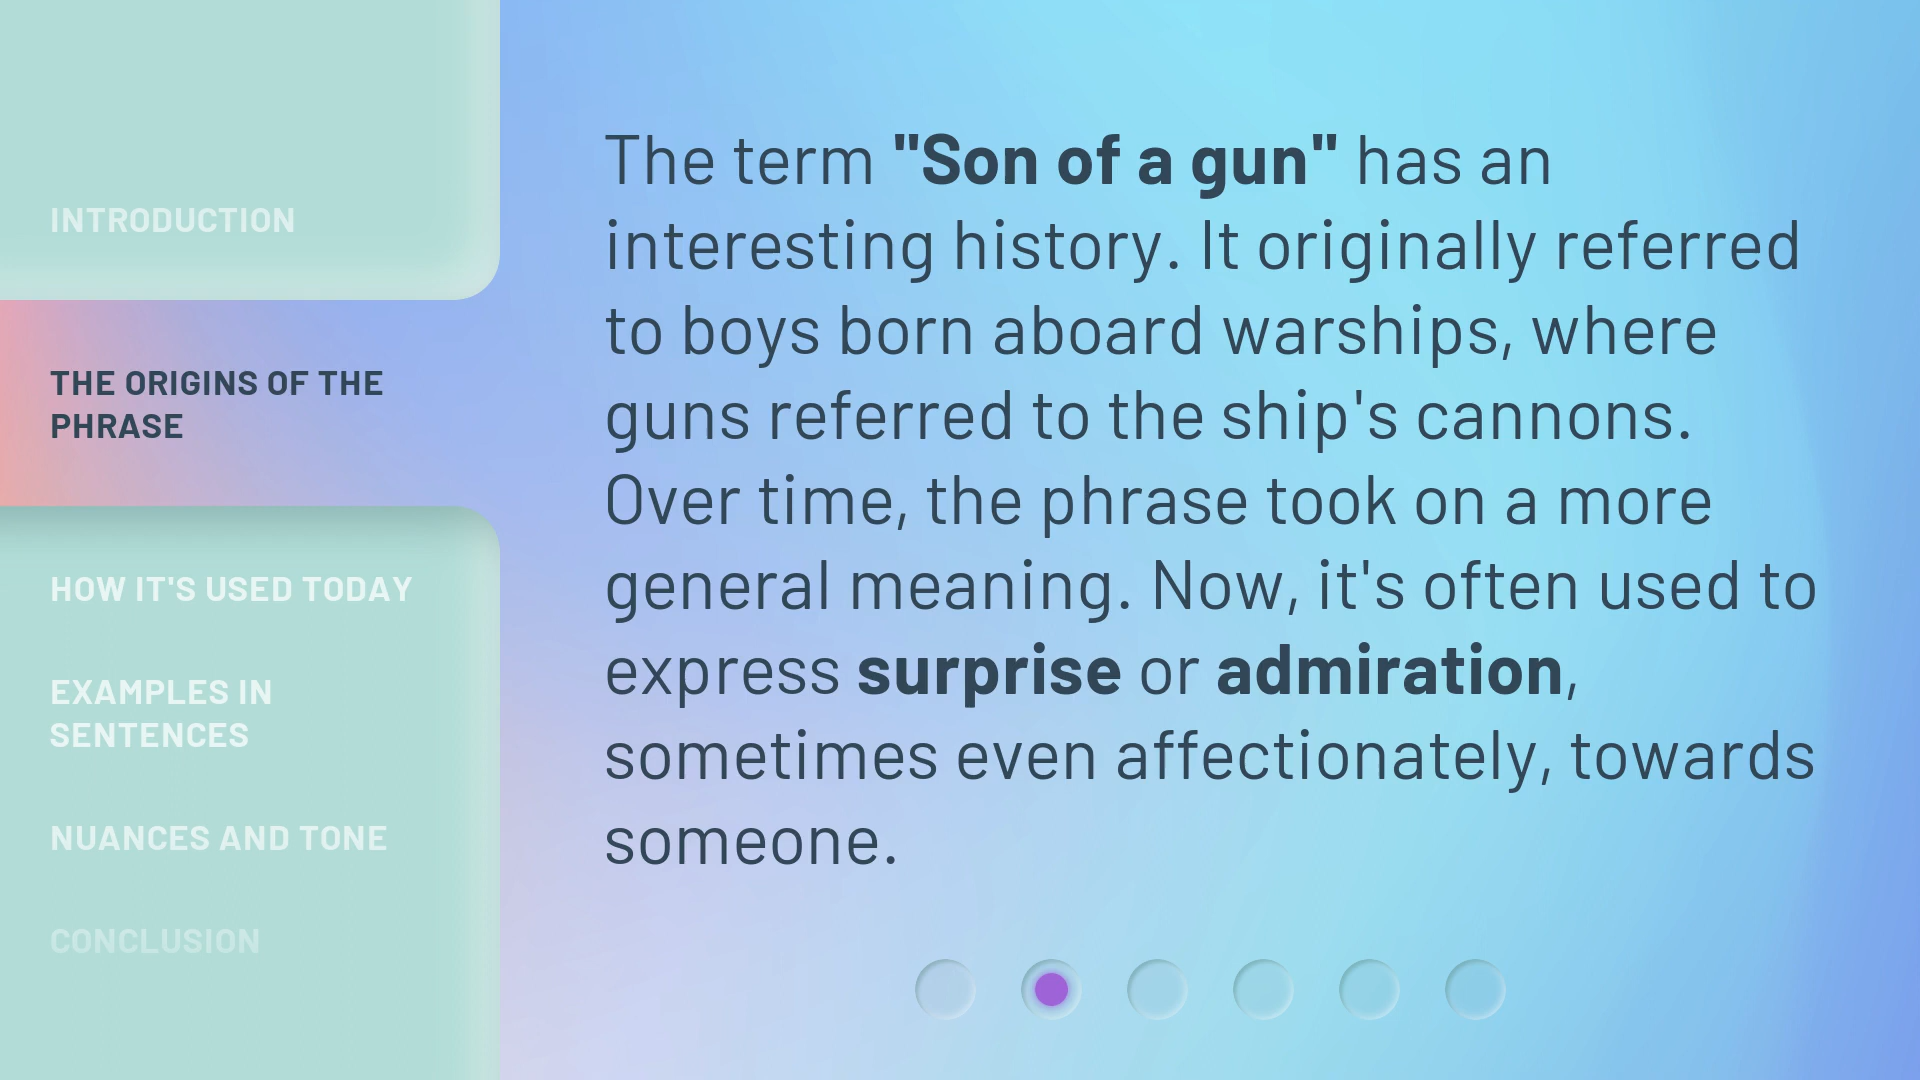 INTRODUCTION
THE ORIGINS OF THE
PHRASE
HOW IT'S USED TODAY
EXAMPLES IN
SENTENCES
NUANCES AND TONE
CONCLUSION
The term "Son of a gun" has an
interesting history. It originally referred
to boys born aboard warships, where
guns referred to the ship's cannons.
Over time, the phrase took on a more
general meaning. Now, it's often used to
express surprise or admiration,
sometimes even affectionately, towards
someone.